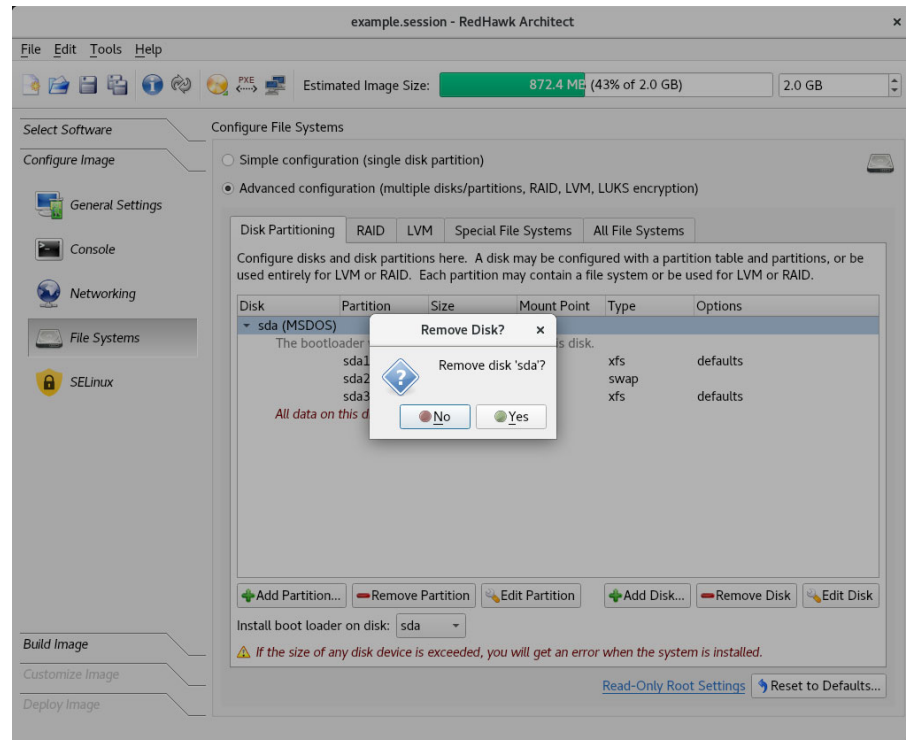 example.session - RedHawk Architect ×
File Edit Tools Help
PXE Estimated Image Size: 872.4 MB (43% of 2.0 GB) 2.0 GB
Select Software
Configure Image
General Settings
Console
Networking
File Systems
SELinux
Build Image
Customize Image
Deploy Image
Configure File Systems
Simple configuration (single disk partition)
Advanced configuration (multiple disks/partitions, RAID, LVM, LUKS encryption)
Disk Partitioning RAID LVM Special File Systems All File Systems
Configure disks and disk partitions here. A disk may be configured with a partition table and partitions, or be
used entirely for LVM or RAID. Each partition may contain a file system or be used for LVM or RAID.
Disk Partition Size Mount Point Type Options
sda (MSDOS)
The bootloader is disk.
sda1 xfs defaults
sda2 swap
sda3 xfs defaults
All data on this d
Remove Disk? ×
Remove disk 'sda'?
No Yes
Add Partition... Remove Partition Edit Partition Add Disk... Remove Disk Edit Disk
Install boot loader on disk: sda
If the size of any disk device is exceeded, you will get an error when the system is installed.
Read-Only Root Settings Reset to Defaults...